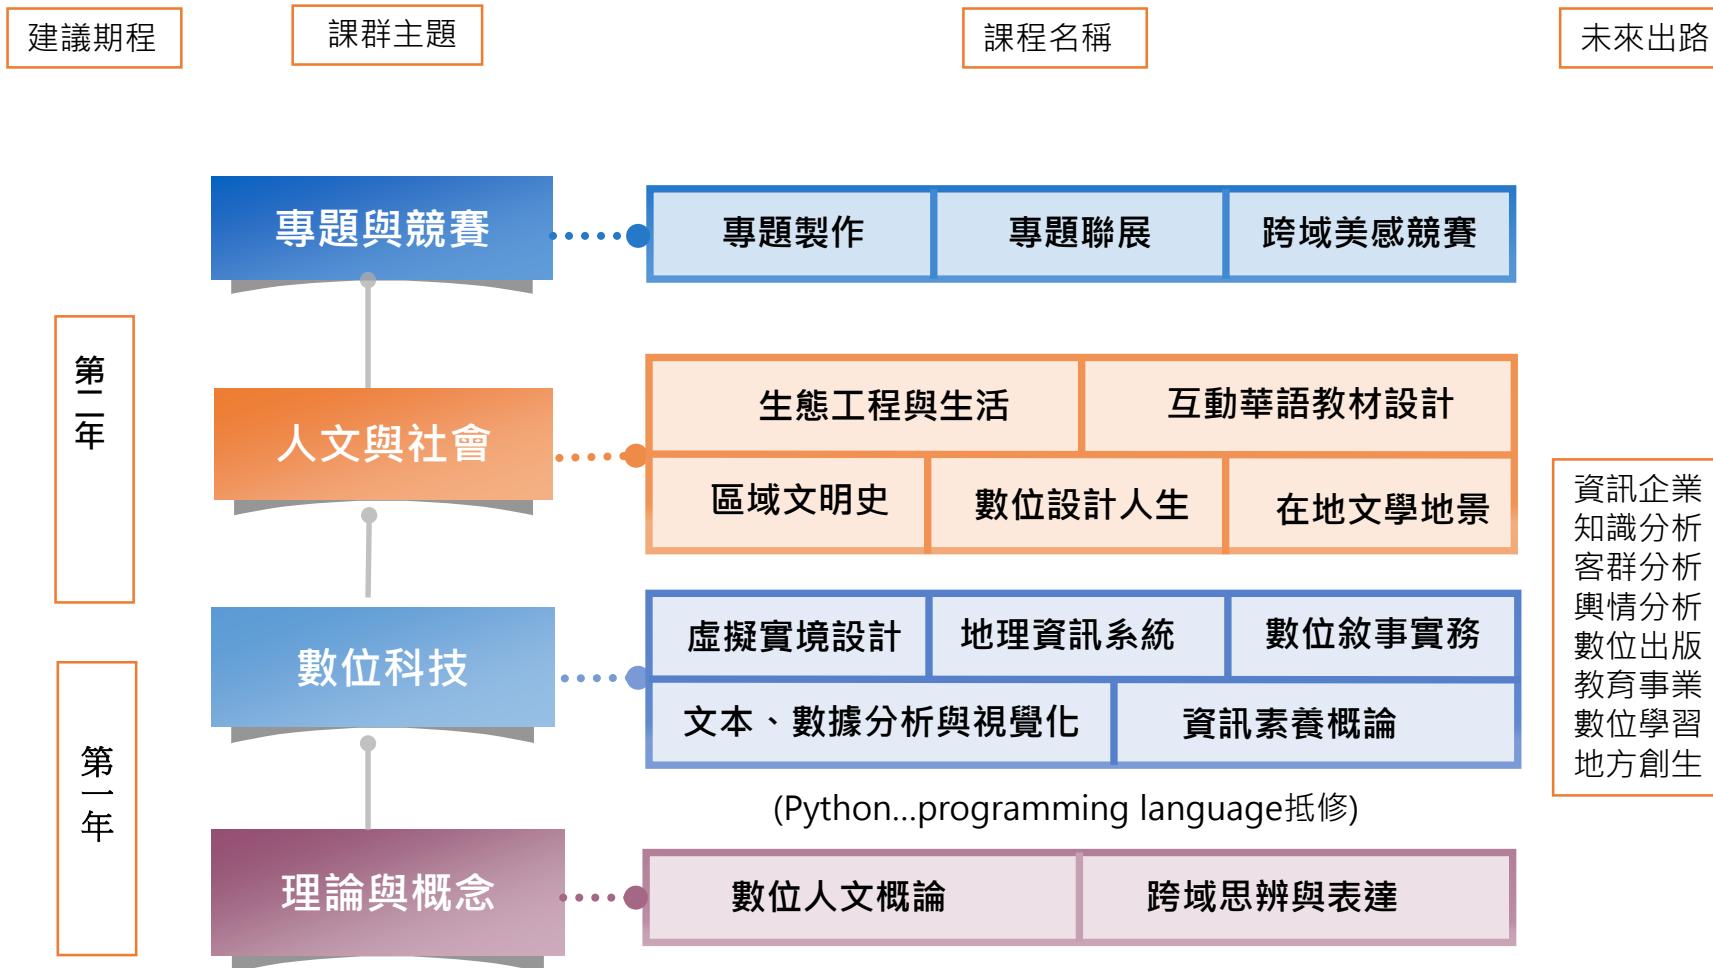 建議期程
課群主題
課程名稱
未來出路
專題與競賽
專題製作
專題聯展
跨域美感競賽
第二年
人文與社會
生態工程與生活
互動華語教材設計
區域文明史
數位設計人生
在地文學地景
數位科技
虛擬實境設計
地理資訊系統
數位敘事實務
文本、數據分析與視覺化
資訊素養概論
(Python...programming language抵修)
第一年
理論與概念
數位人文概論
跨域思辨與表達
資訊企業
知識分析
客群分析
輿情分析
數位出版
教育事業
數位學習
地方創生